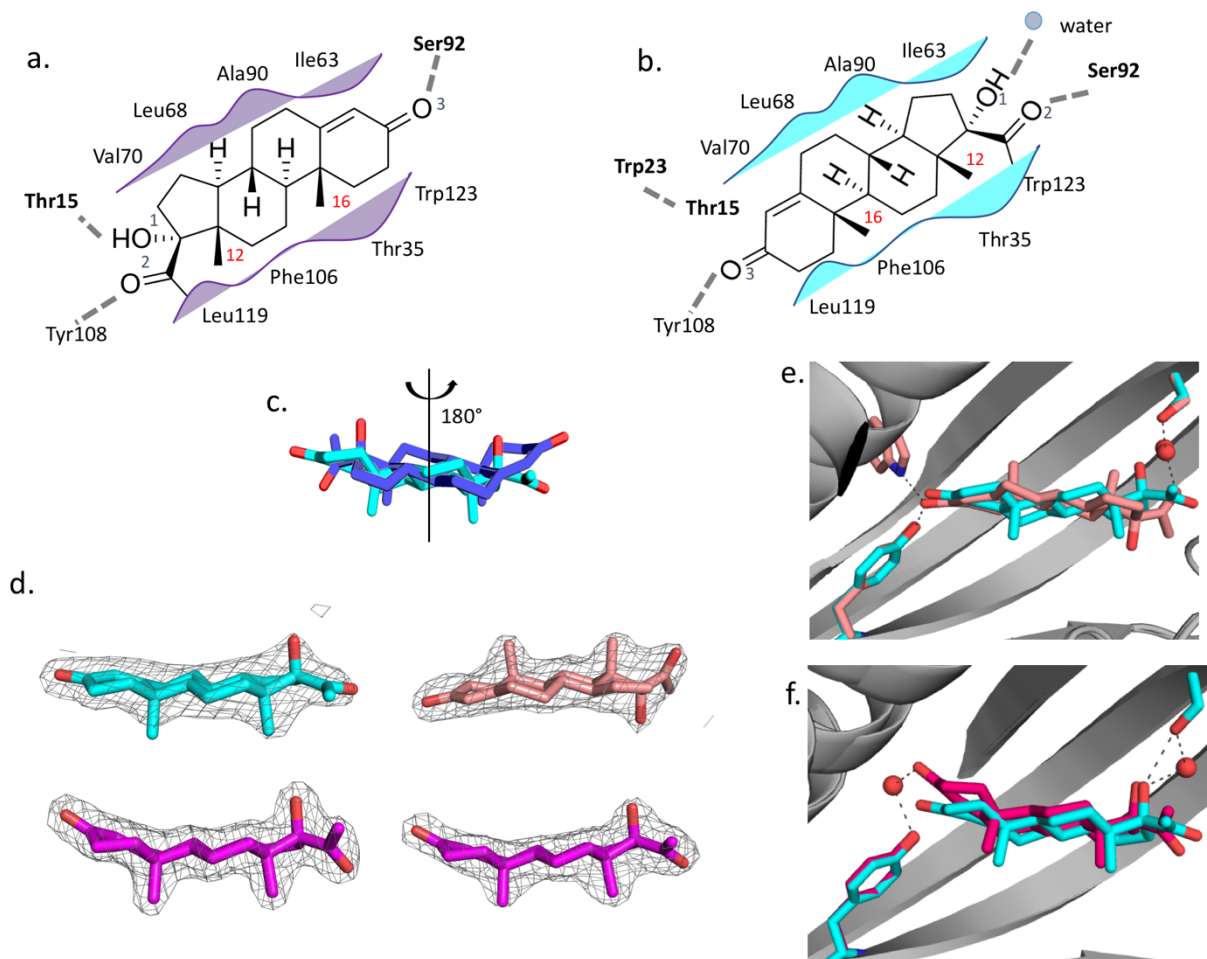 a.
Ser92
Ile63
Ala90
O 3
Leu68
H H
Val70
Thr15
H
16
Trp123
1
HO
12
Thr35
2
O
Phe106
Tyr108
Leu119
b.
water
Ile63
Ala90
OH
1
Ser92
Leu68
O
2
H
Val70
12
Trp23
H H
Trp123
Thr15
16
Thr35
O 3
Phe106
Tyr108
Leu119
c.
180°
d.
e.
f.